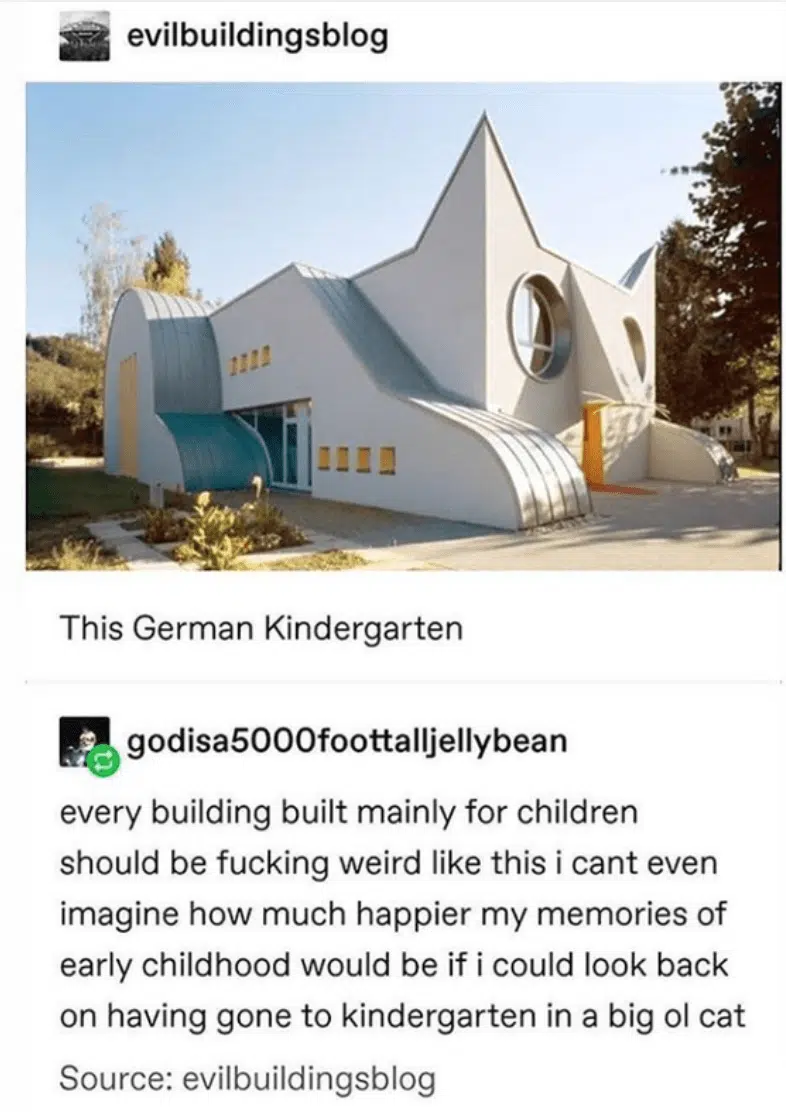 evilbuildingsblog
This German Kindergarten
godisa5000foottalljellybean
every building built mainly for children
should be fucking weird like this i cant even
imagine how much happier my memories of
early childhood would be if i could look back
on having gone to kindergarten in a big ol cat
Source: evilbuildingsblog